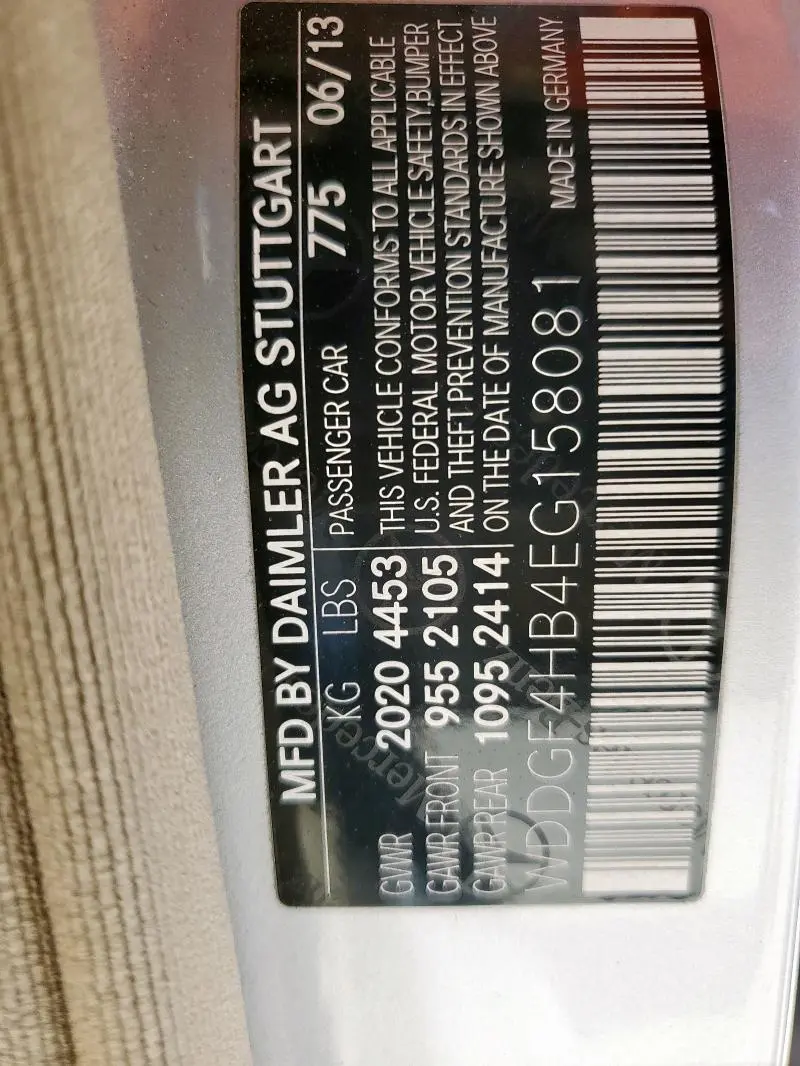 MFD BY DAIMLER AG STUTTGART
KG LBS PASSENGER CAR 775 06/13
GWR 2020 4453 THIS VEHICLE CONFORMS TO ALL APPLICABLE
GAWR FRONT 955 2105 U.S. FEDERAL MOTOR VEHICLE SAFETY,BUMPER
AND THEFT PREVENTION STANDARDS IN EFFECT
GAWR REAR 1095 2414 ON THE DATE OF MANUFACTURE SHOWN ABOVE
WDDGF4HB4EG158081 MADE IN GERMANY